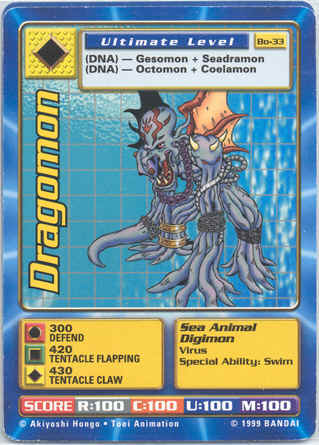 Ultimate Level
Bo-33
(DNA) — Gesomon + Seadramon
(DNA) — Octomon + Coelamon
Dragomon
300
DEFEND
420
TENTACLE FLAPPING
430
TENTACLE CLAW
Sea Animal
Digimon
Virus
Special Ability: Swim
SCORE R:100 C:100 U:100 M:100
© Akiyoshi Hongo • Toei Animation © 1999 BANDAI